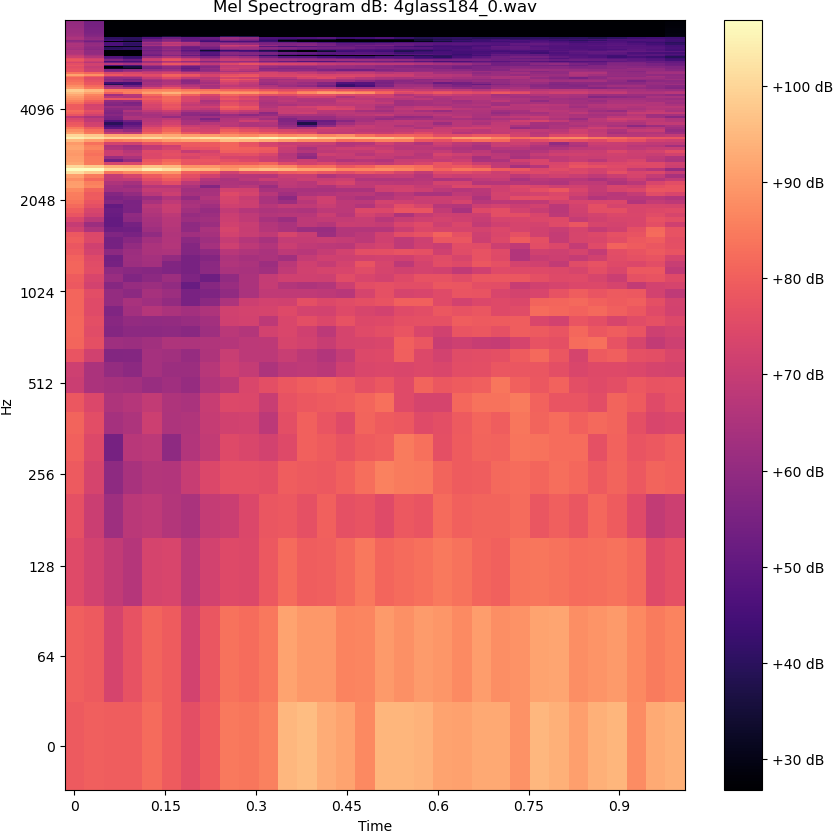 Mel Spectrogram dB: 4glass184_0.wav
4096
2048
1024
512
256
128
64
0
Hz
0
0.15
0.3
0.45
0.6
0.75
0.9
Time
+100 dB
+90 dB
+80 dB
+70 dB
+60 dB
+50 dB
+40 dB
+30 dB